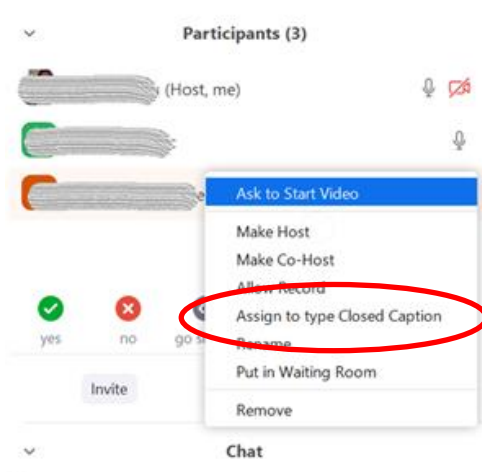 Participants (3)
(Host, me)
Ask to Start Video
Make Host
Make Co-Host
Allow Record
Assign to type Closed Caption
Rename
Put in Waiting Room
Remove
yes no go
Invite
Chat